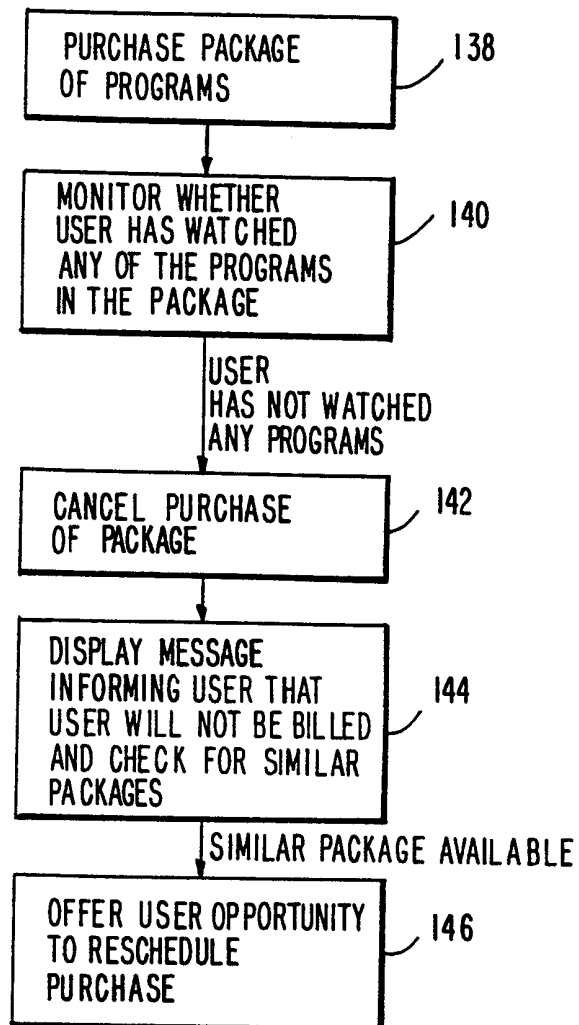 PURCHASE PACKAGE
OF PROGRAMS
138
MONITOR WHETHER
USER HAS WATCHED
ANY OF THE PROGRAMS
IN THE PACKAGE
140
USER
HAS NOT WATCHED
ANY PROGRAMS
CANCEL PURCHASE
OF PACKAGE
142
DISPLAY MESSAGE
INFORMING USER THAT
USER WILL NOT BE BILLED
AND CHECK FOR SIMILAR
PACKAGES
144
SIMILAR PACKAGE AVAILABLE
OFFER USER OPPORTUNITY
TO RESCHEDULE
PURCHASE
146